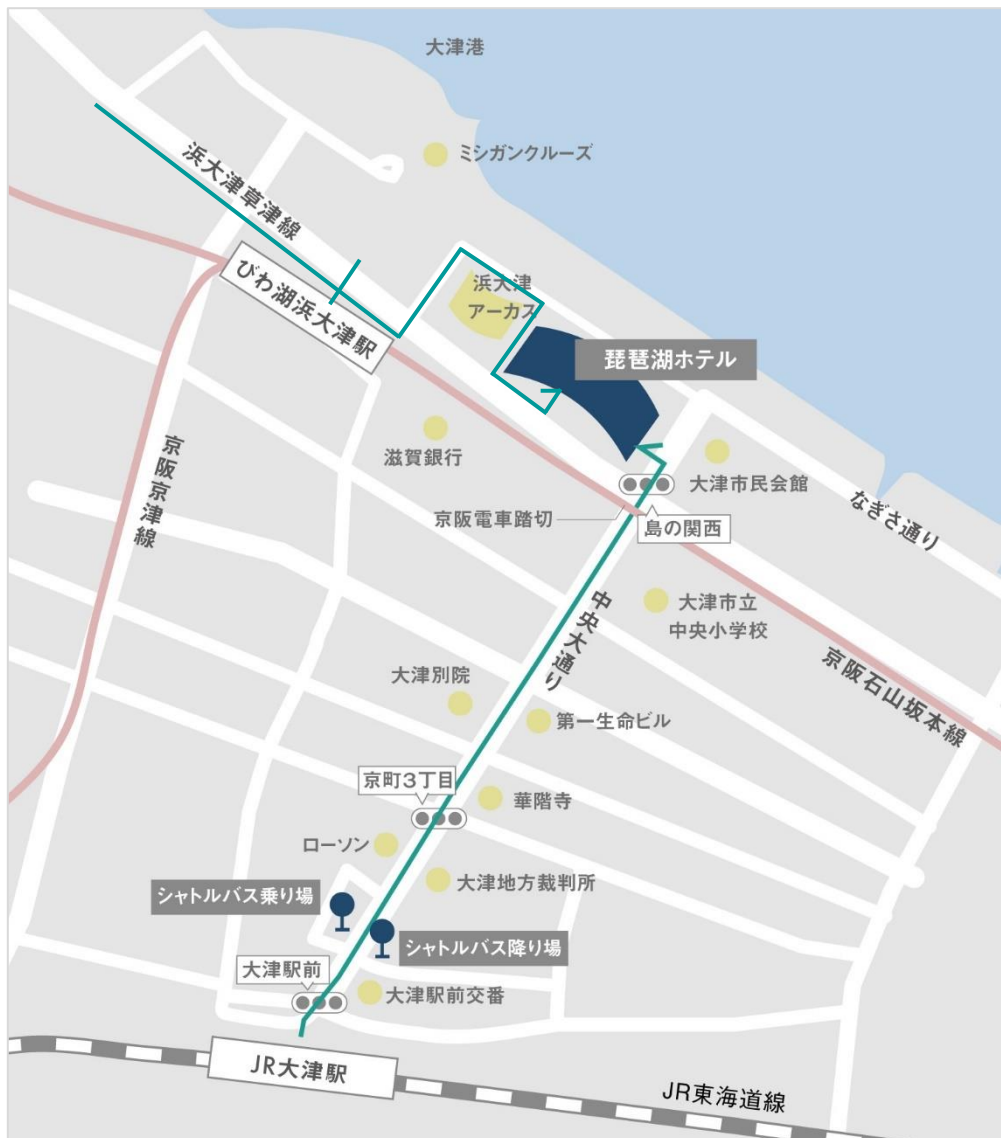 大津港
ミシガンクルーズ
浜大津草津線
びわ湖浜大津駅
浜大津
アーカス
琵琶湖ホテル
滋賀銀行
京阪京津線
大津市民会館
なぎさ通り
京阪電車踏切
島の関西
大津市立
中央小学校
中央大通り
京阪石山坂本線
大津別院
第一生命ビル
京町3丁目
華階寺
ローソン
大津地方裁判所
シャトルバス乗り場
シャトルバス降り場
大津駅前
大津駅前交番
JR大津駅
JR東海道線